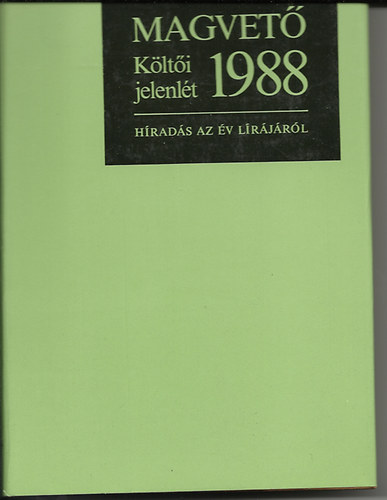 MAGVETŐ
Költői
jelenlét 1988
HÍRADÁS AZ ÉV LÍRÁJÁRÓL